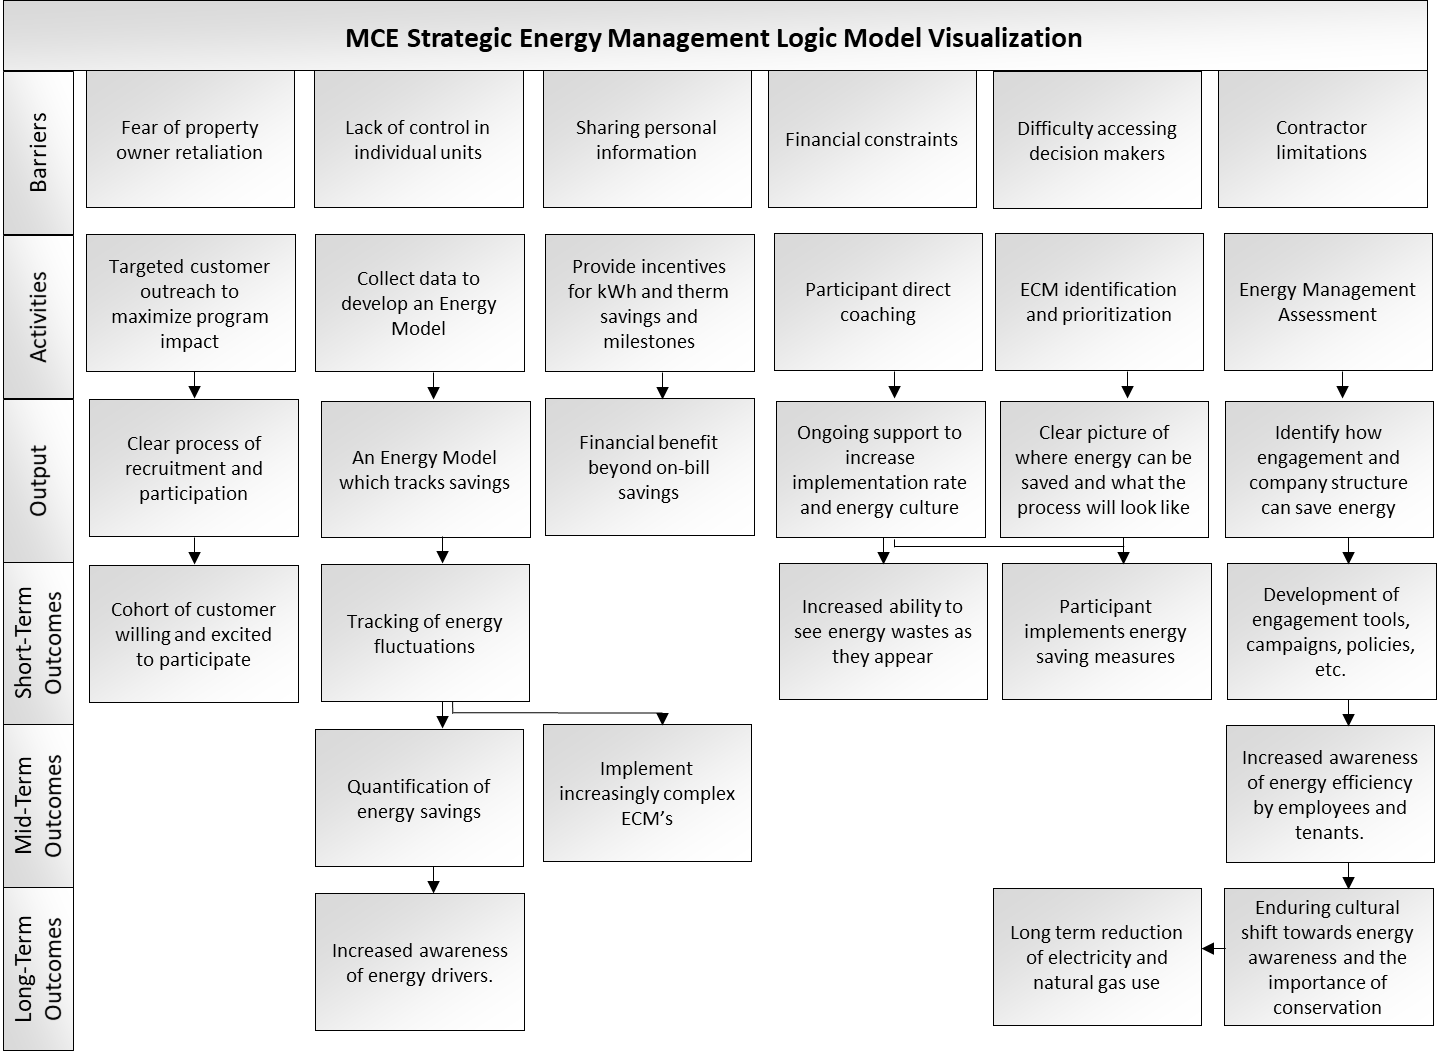 MCE Strategic Energy Management Logic Model Visualization
Barriers
Fear of property
owner retaliation
Lack of control in
individual units
Sharing personal
information
Financial constraints
Difficulty accessing
decision makers
Contractor
limitations
Activities
Targeted customer
outreach to
maximize program
impact
Collect data to
develop an Energy
Model
Provide incentives
for kWh and therm
savings and
milestones
Participant direct
coaching
ECM identification
and prioritization
Energy Management
Assessment
Output
Clear process of
recruitment and
participation
An Energy Model
which tracks savings
Financial benefit
beyond on-bill
savings
Ongoing support to
increase
implementation rate
and energy culture
Clear picture of
where energy can be
saved and what the
process will look like
Identify how
engagement and
company structure
can save energy
Short-Term
Outcomes
Cohort of customer
willing and excited
to participate
Tracking of energy
fluctuations
Increased ability to
see energy wastes as
they appear
Participant
implements energy
saving measures
Development of
engagement tools,
campaigns, policies,
etc.
Mid-Term
Outcomes
Quantification of
energy savings
Implement
increasingly complex
ECM’s
Increased awareness
of energy efficiency
by employees and
tenants.
Long-Term
Outcomes
Increased awareness
of energy drivers.
Long term reduction
of electricity and
natural gas use
Enduring cultural
shift towards energy
awareness and the
importance of
conservation